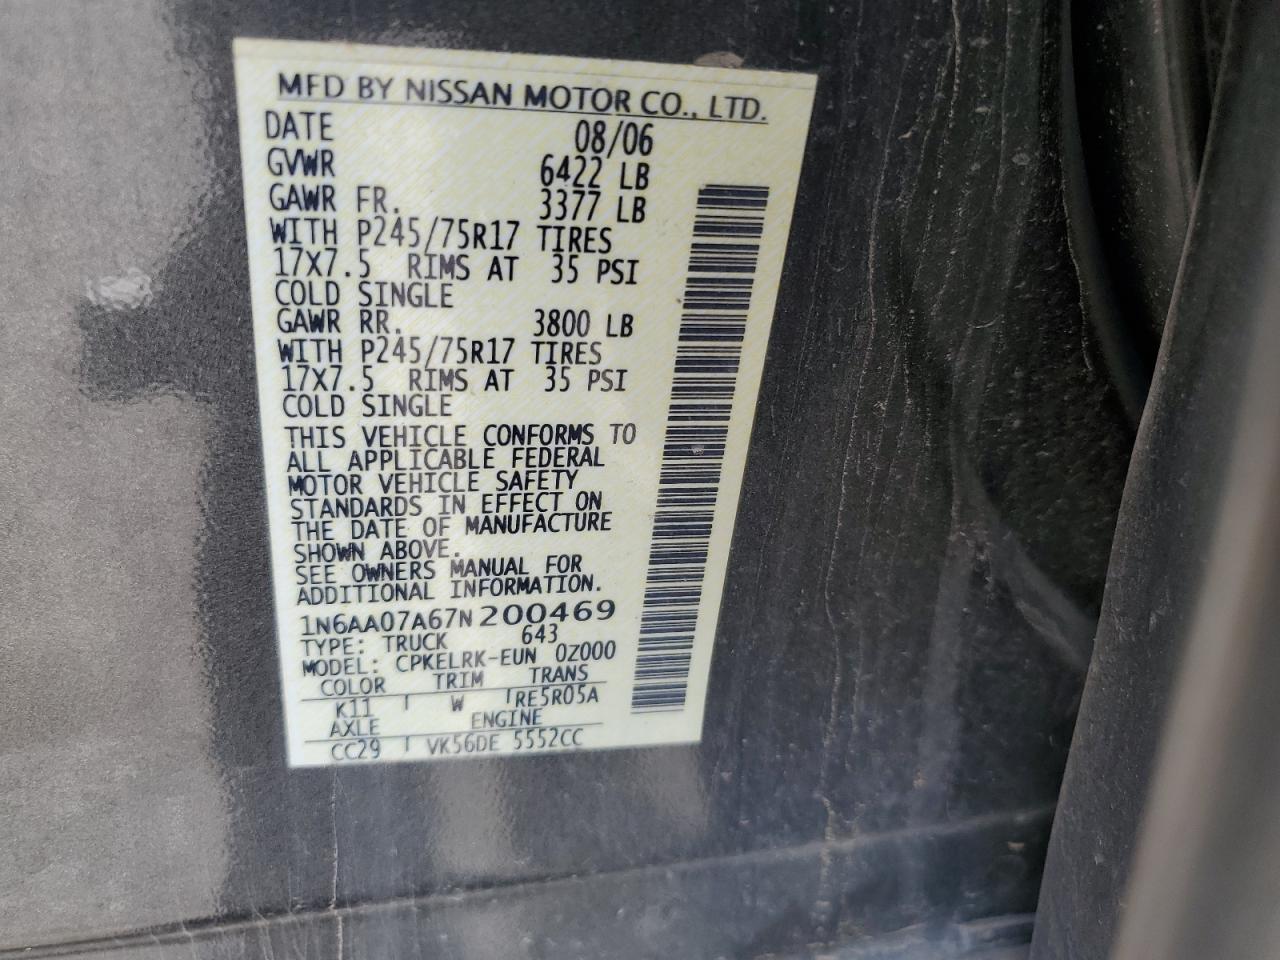 MFD BY NISSAN MOTOR CO., LTD.
DATE 08/06
GVWR 6422 LB
GAWR FR. 3377 LB
WITH P245/75R17 TIRES
17X7.5 RIMS AT 35 PSI
COLD SINGLE
GAWR RR. 3800 LB
WITH P245/75R17 TIRES
17X7.5 RIMS AT 35 PSI
COLD SINGLE
THIS VEHICLE CONFORMS TO
ALL APPLICABLE FEDERAL
MOTOR VEHICLE SAFETY
STANDARDS IN EFFECT ON
THE DATE OF MANUFACTURE
SHOWN ABOVE.
SEE OWNERS MANUAL FOR
ADDITIONAL INFORMATION.
1N6AA07A67N200469
TYPE: TRUCK 643
MODEL: CPKELRK-EUN 0Z000
COLOR TRIM TRANS
K11 W RE5R05A
AXLE ENGINE
CC29 VK56DE 5552CC